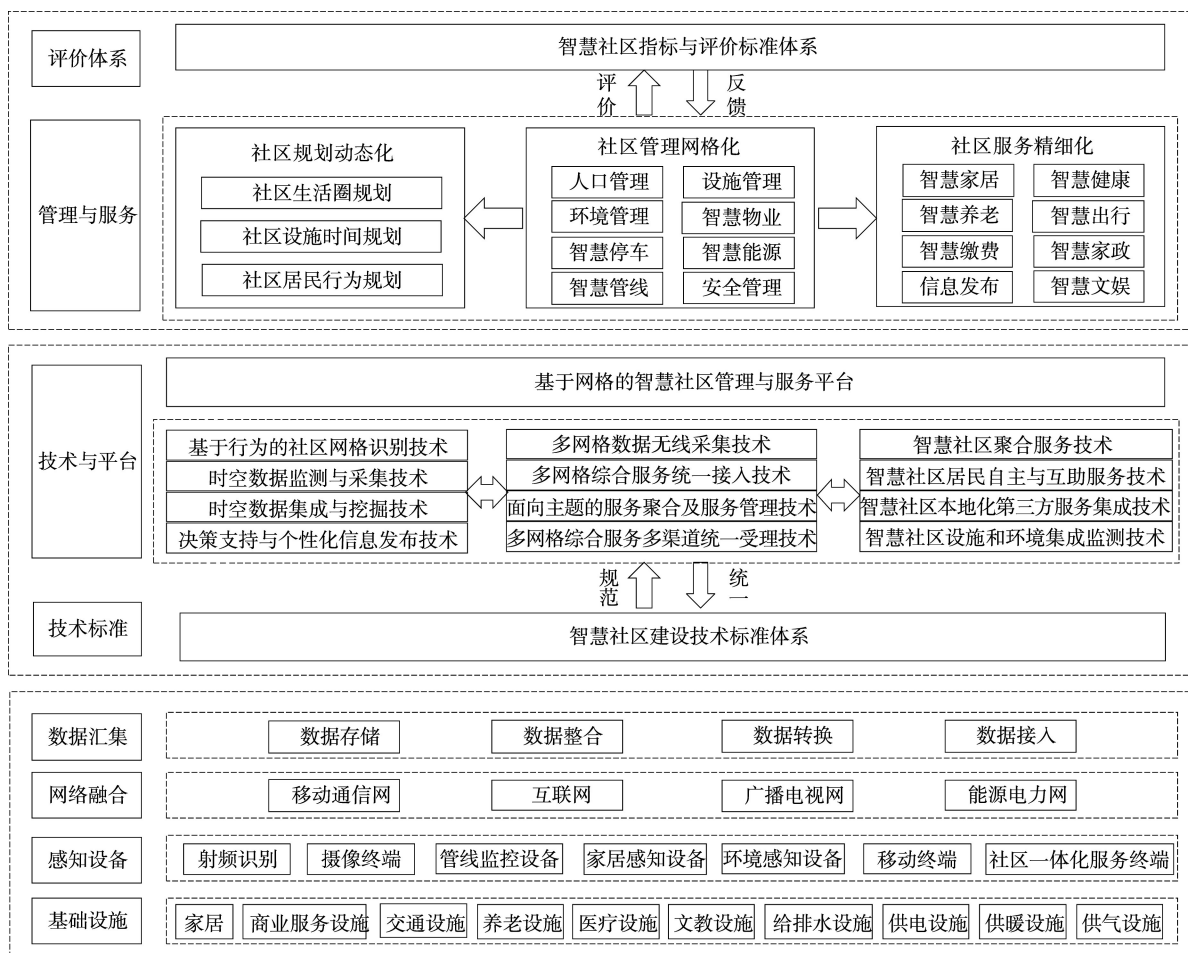 评价体系
智慧社区指标与评价标准体系
评价
反馈
管理与服务
社区规划动态化
社区生活圈规划
社区设施时间规划
社区居民行为规划
社区管理网格化
人口管理
设施管理
环境管理
智慧物业
智慧停车
智慧能源
智慧管线
安全管理
社区服务精细化
智慧家居
智慧健康
智慧养老
智慧出行
智慧缴费
智慧家政
信息发布
智慧文娱
技术与平台
基于网格的智慧社区管理与服务平台
基于行为的社区网格识别技术
时空数据监测与采集技术
时空数据集成与挖掘技术
决策支持与个性化信息发布技术
多网格数据无线采集技术
多网格综合服务统一接入技术
面向主题的服务聚合及服务管理技术
多网格综合服务多渠道统一受理技术
智慧社区聚合服务技术
智慧社区居民自主与互助服务技术
智慧社区本地化第三方服务集成技术
智慧社区设施和环境集成监测技术
规范
统一
技术标准
智慧社区建设技术标准体系
数据汇集
数据存储
数据整合
数据转换
数据接入
网络融合
移动通信网
互联网
广播电视网
能源电力网
感知设备
射频识别
摄像终端
管线监控设备
家居感知设备
环境感知设备
移动终端
社区一体化服务终端
基础设施
家居
商业服务设施
交通设施
养老设施
医疗设施
文教设施
给排水设施
供电设施
供暖设施
供气设施